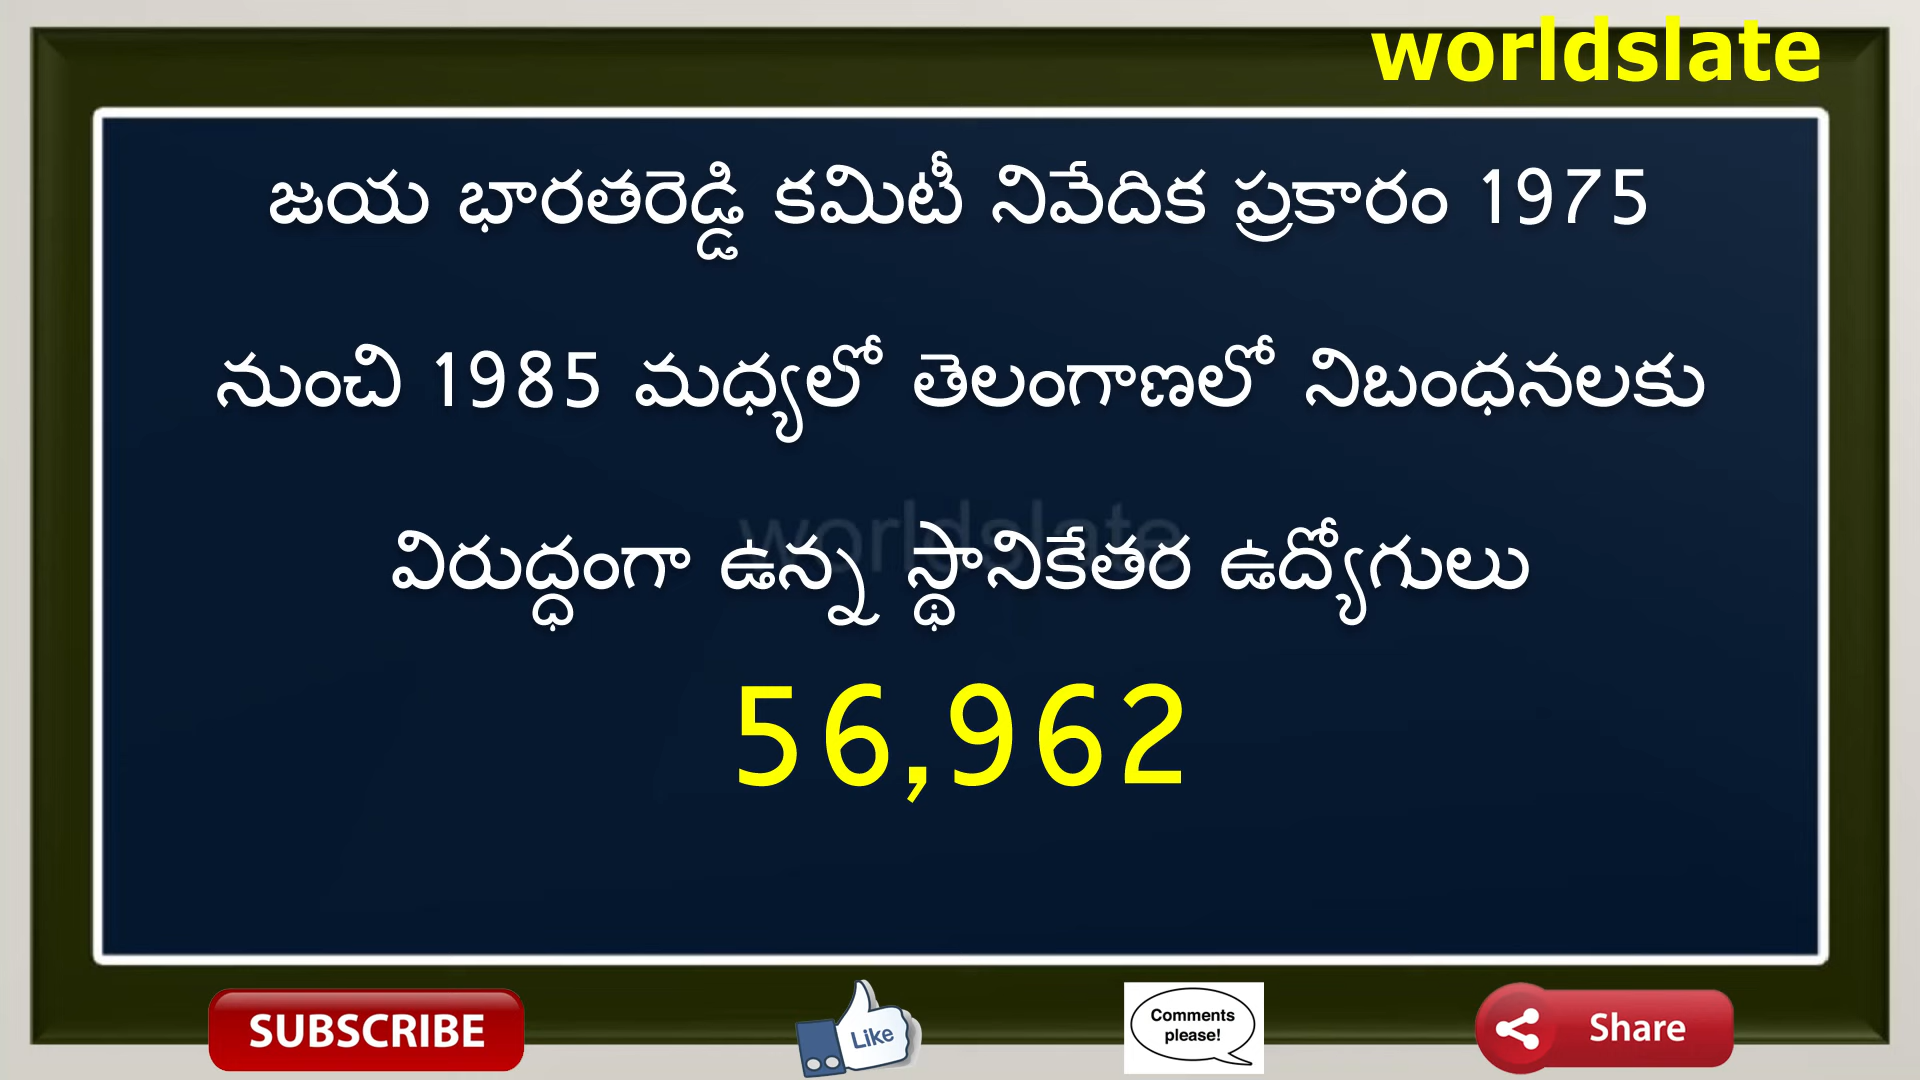 worldslate
జయ భారతరెడ్డి కమిటీ నివేదిక ప్రకారం 1975
నుంచి 1985 మధ్యలో తెలంగాణలో నిబంధనలకు
worldslate
విరుద్ధంగా ఉన్న స్థానికేతర ఉద్యోగులు
56,962
SUBSCRIBE
Like
Comments
please!
Share